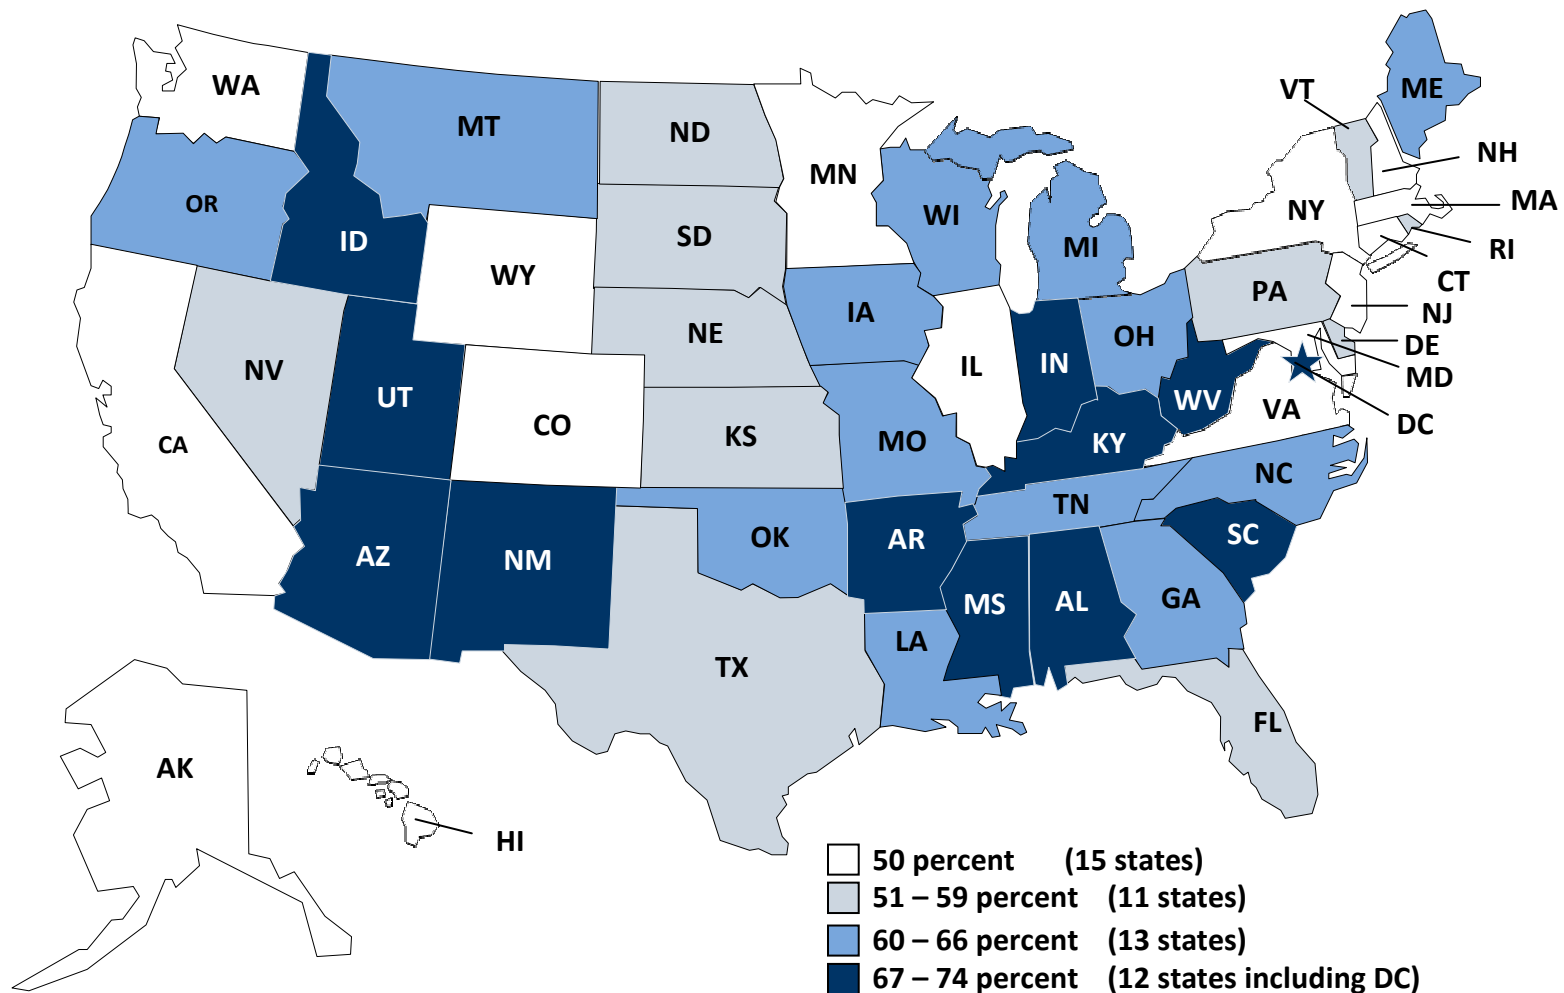 WA
MT
ND
MN
VT
ME
NH
OR
ID
SD
WI
MI
NY
MA
RI
CT
WY
NE
IA
PA
NJ
NV
UT
CO
KS
IL
IN
OH
DE
MD
DC
CA
MO
KY
WV
VA
AZ
NM
OK
AR
TN
NC
SC
TX
LA
MS
AL
GA
FL
AK
HI
50 percent (15 states)
51 – 59 percent (11 states)
60 – 66 percent (13 states)
67 – 74 percent (12 states including DC)